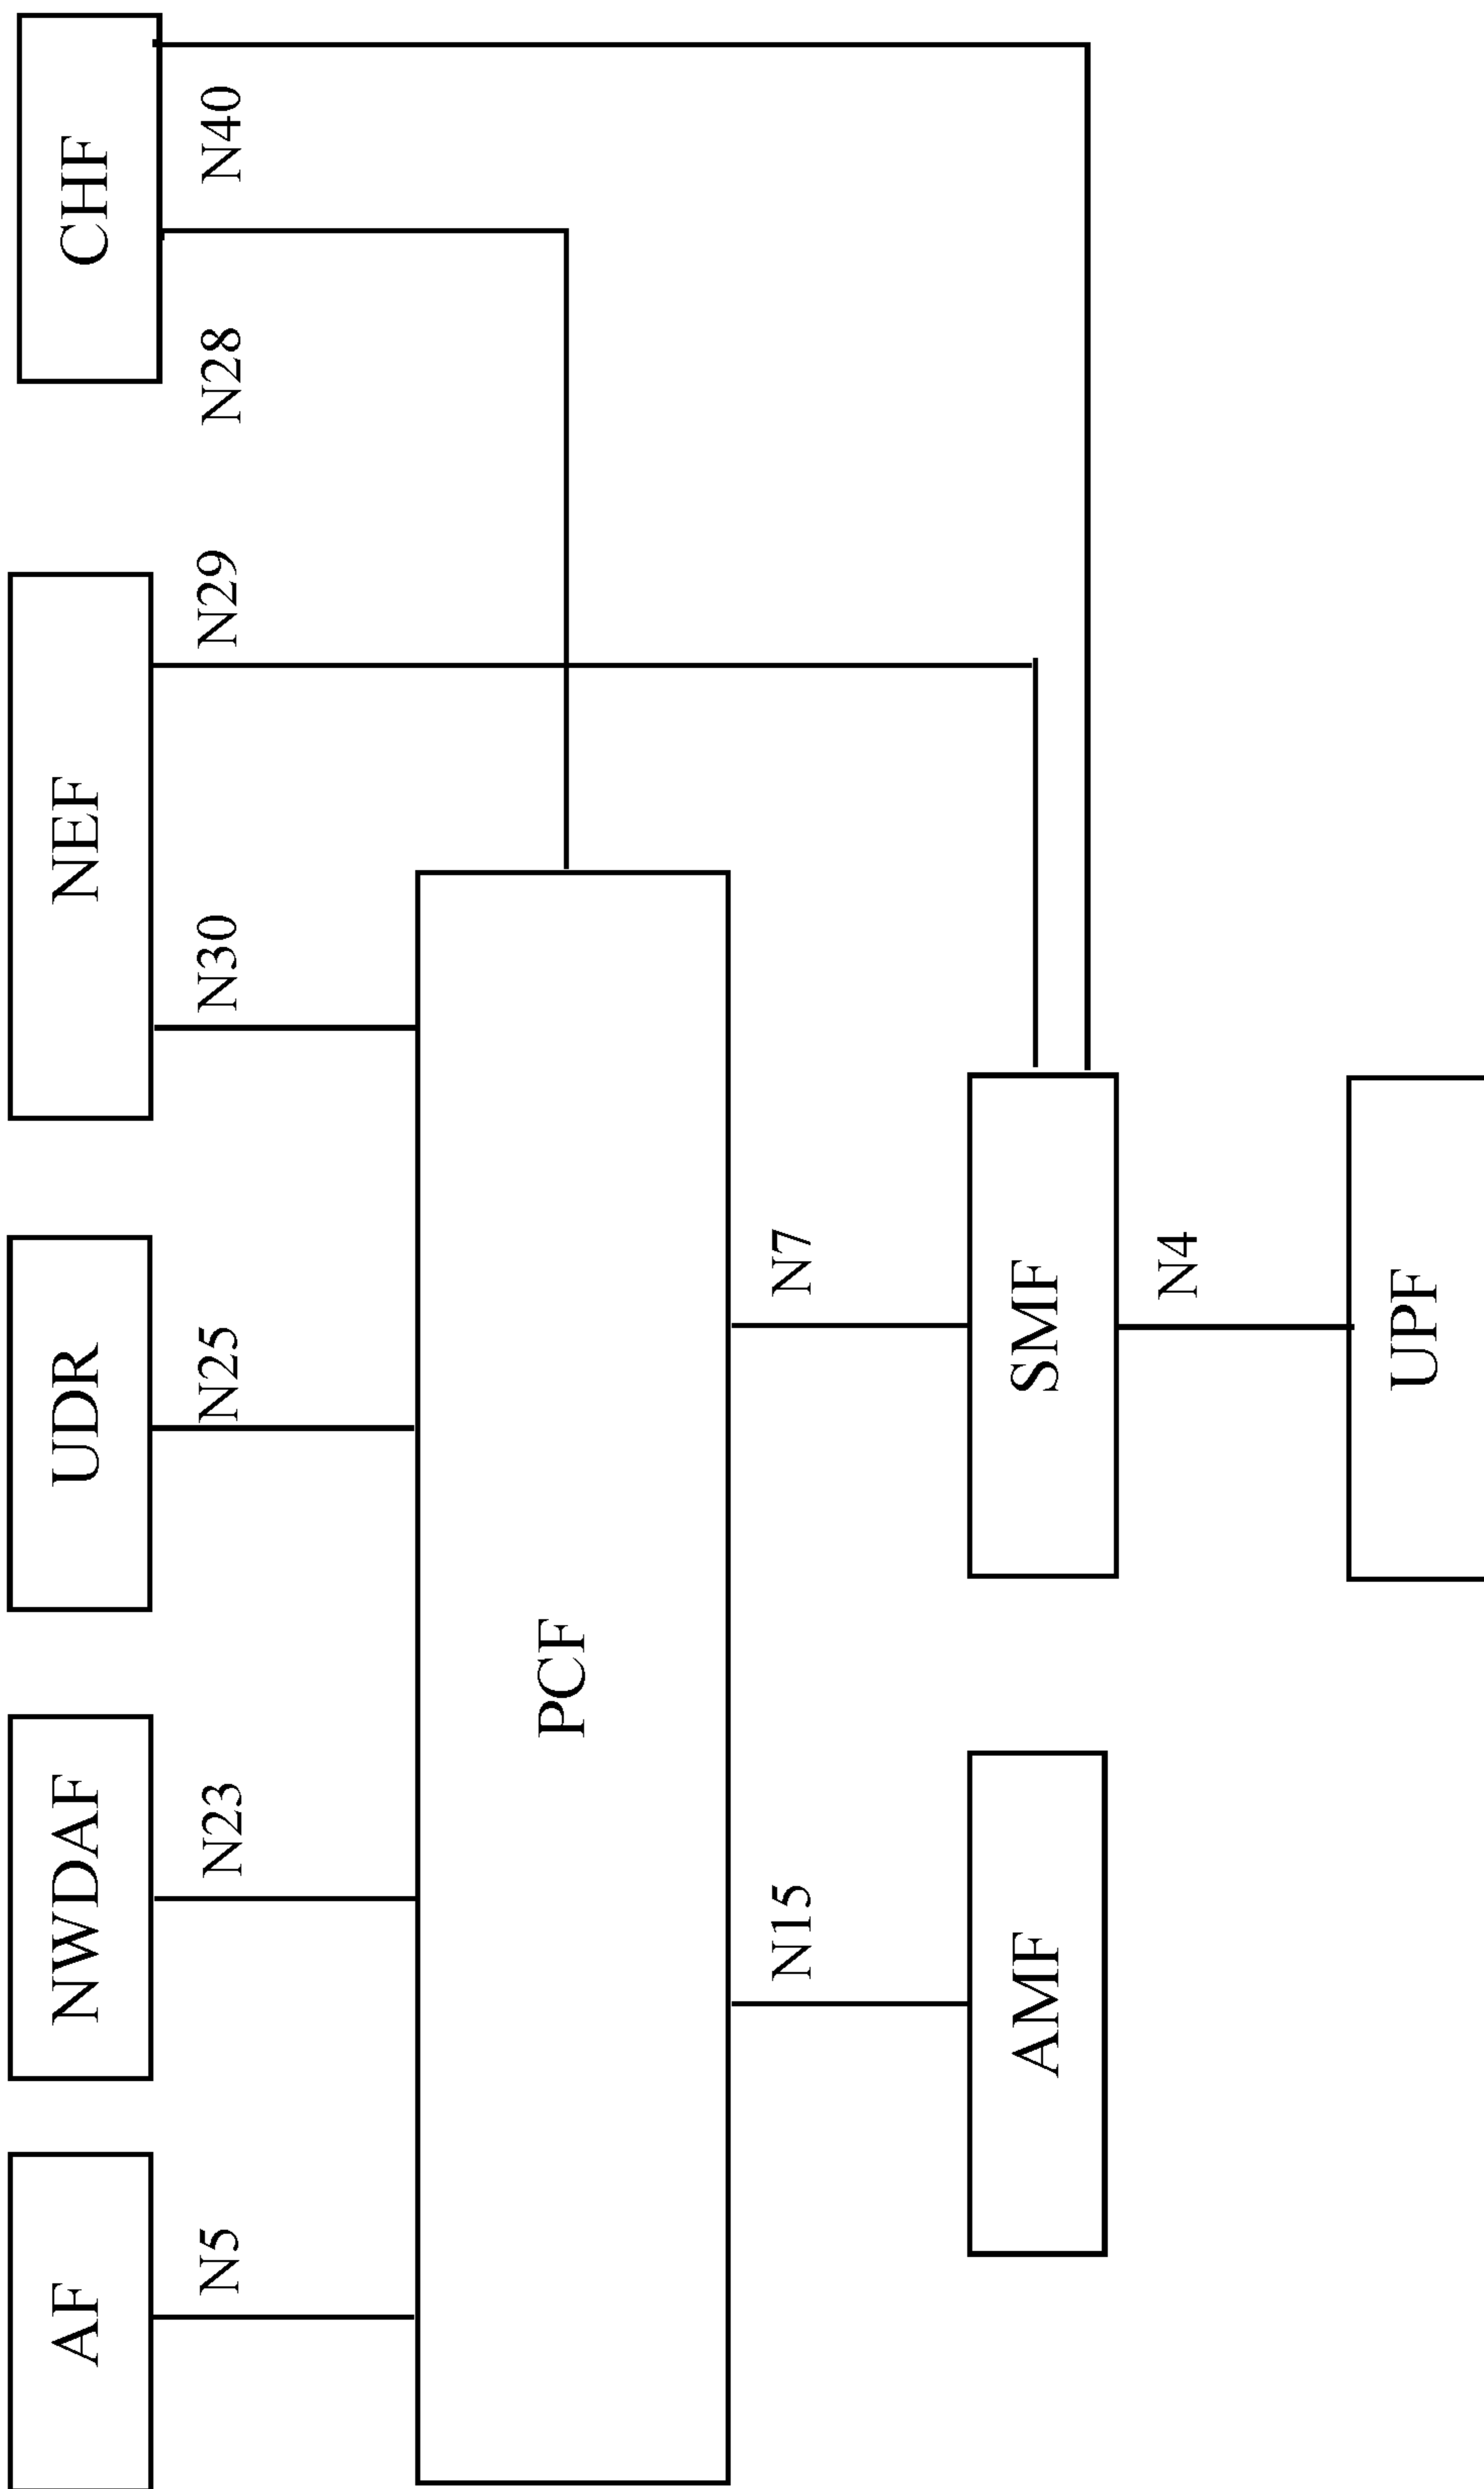 AF
NWDAF
UDR
NEF
CHF
N5
N23
N25
N30
N29
N28
N40
PCF
N15
N7
AMF
SMF
N4
UPF